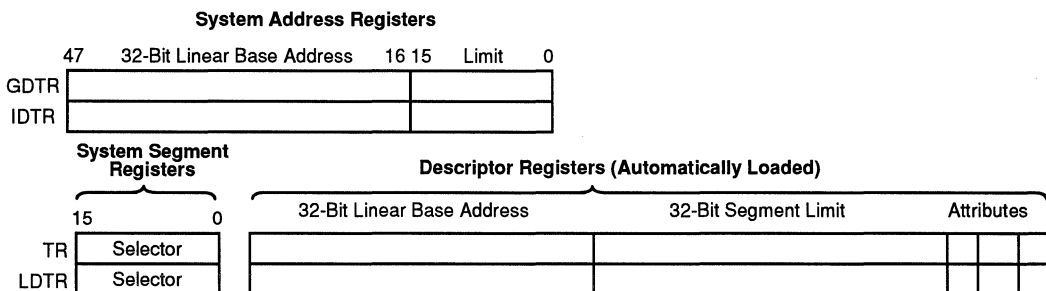 System Address Registers
47 32-Bit Linear Base Address 16 15 Limit 0
GDTR
IDTR
System Segment
Registers
Descriptor Registers (Automatically Loaded)
15 0 32-Bit Linear Base Address 32-Bit Segment Limit Attributes
TR Selector
LDTR Selector